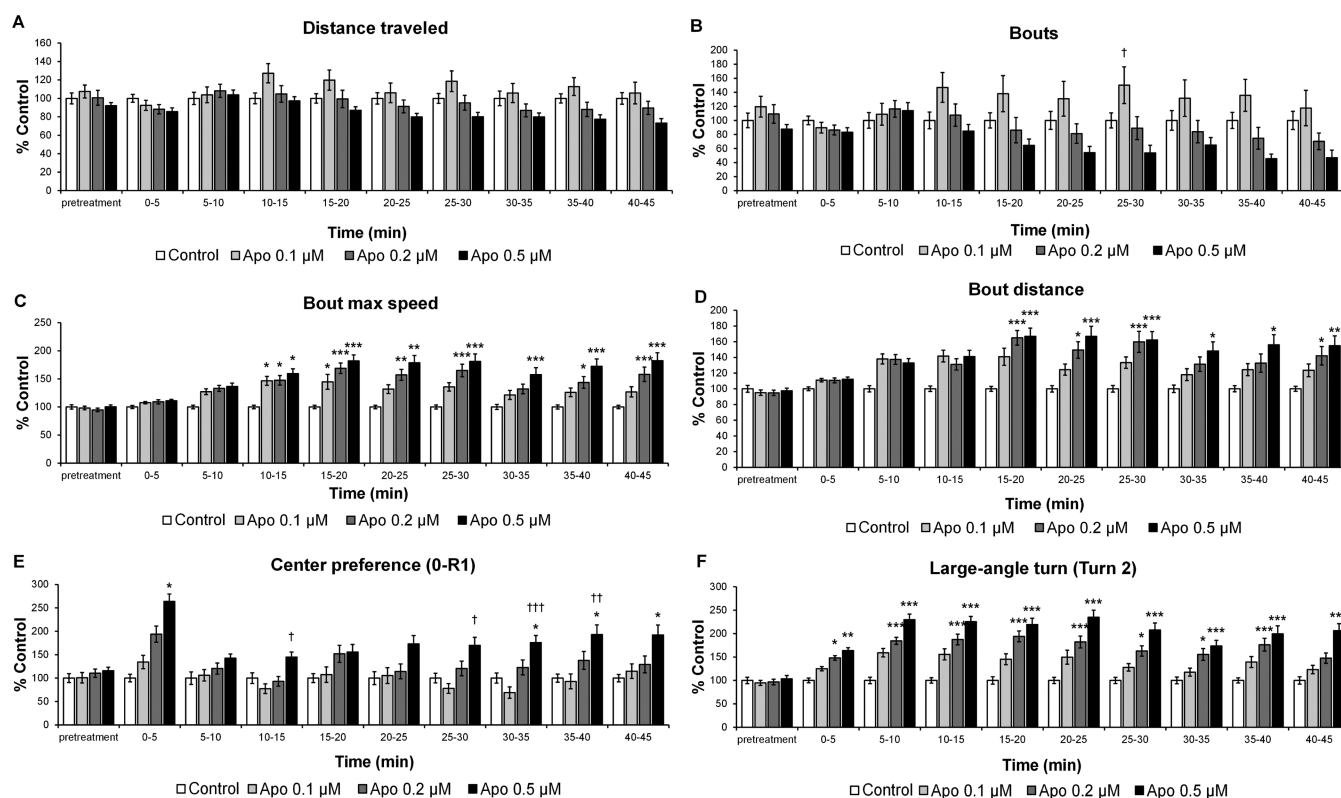 A
Distance traveled
% Control
160
140
120
100
80
60
40
20
0
pretreatment 0-5 5-10 10-15 15-20 20-25 25-30 30-35 35-40 40-45
Time (min)
Control Apo 0.1 µM Apo 0.2 µM Apo 0.5 µM
B
Bouts
% Control
200
180
160
140
120
100
80
60
40
20
0
†
pretreatment 0-5 5-10 10-15 15-20 20-25 25-30 30-35 35-40 40-45
Time (min)
Control Apo 0.1 µM Apo 0.2 µM Apo 0.5 µM
C
Bout max speed
% Control
250
200
150
100
50
0
* * * * *** *** ** ** *** *** *** * *** *** ***
pretreatment 0-5 5-10 10-15 15-20 20-25 25-30 30-35 35-40 40-45
Time (min)
Control Apo 0.1 µM Apo 0.2 µM Apo 0.5 µM
D
Bout distance
% Control
200
180
160
140
120
100
80
60
40
20
0
*** *** * *** *** *** * * * **
pretreatment 0-5 5-10 10-15 15-20 20-25 25-30 30-35 35-40 40-45
Time (min)
Control Apo 0.1 µM Apo 0.2 µM Apo 0.5 µM
E
Center preference (0-R1)
% Control
300
250
200
150
100
50
0
* † † ††† * †† * *
pretreatment 0-5 5-10 10-15 15-20 20-25 25-30 30-35 35-40 40-45
Time (min)
Control Apo 0.1 µM Apo 0.2 µM Apo 0.5 µM
F
Large-angle turn (Turn 2)
% Control
300
250
200
150
100
50
0
* ** *** *** *** *** *** *** *** *** * *** * *** *** *** **
pretreatment 0-5 5-10 10-15 15-20 20-25 25-30 30-35 35-40 40-45
Time (min)
Control Apo 0.1 µM Apo 0.2 µM Apo 0.5 µM